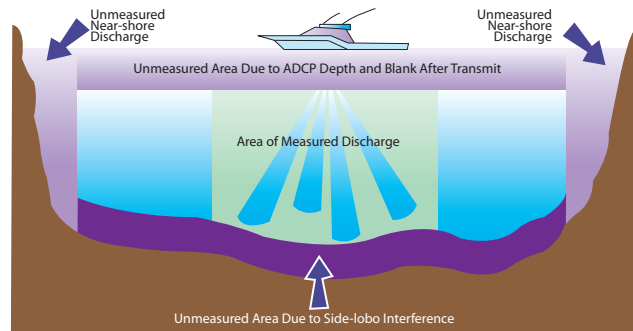 Unmeasured
Near-shore
Discharge
Unmeasured
Near-shore
Discharge
Unmeasured Area Due to ADCP Depth and Blank After Transmit
Area of Measured Discharge
Unmeasured Area Due to Side-lobo Interference